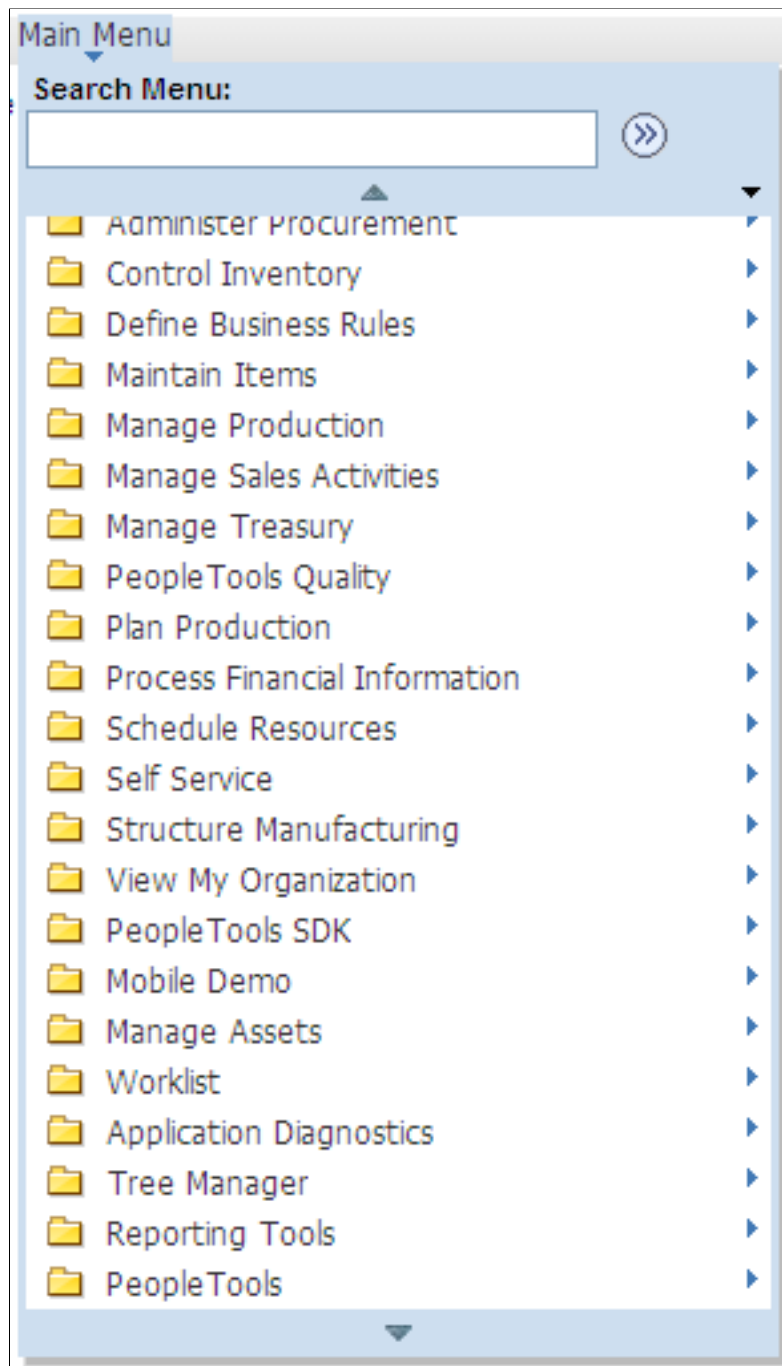 Main Menu
Search Menu:
Administer Procurement
Control Inventory
Define Business Rules
Maintain Items
Manage Production
Manage Sales Activities
Manage Treasury
PeopleTools Quality
Plan Production
Process Financial Information
Schedule Resources
Self Service
Structure Manufacturing
View My Organization
PeopleTools SDK
Mobile Demo
Manage Assets
Worklist
Application Diagnostics
Tree Manager
Reporting Tools
PeopleTools